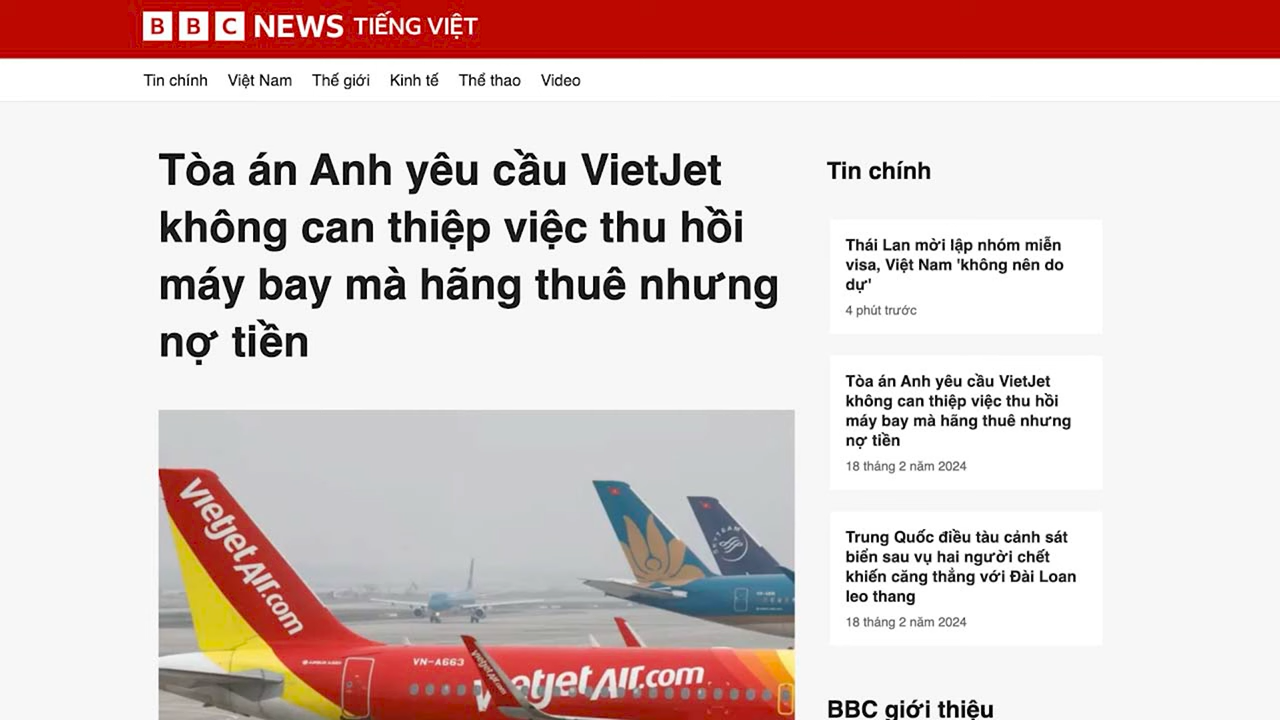 BBC NEWS TIẾNG VIỆT
Tin chính Việt Nam Thế giới Kinh tế Thể thao Video
Tòa án Anh yêu cầu VietJet
không can thiệp việc thu hồi
máy bay mà hãng thuê nhưng
nợ tiền
vietjetAir.com
SKYTEAM
VN-A663
vietjetAir.com
vietjetAir.com
Tin chính
Thái Lan mời lập nhóm miễn
visa, Việt Nam 'không nên do
dự'
4 phút trước
Tòa án Anh yêu cầu VietJet
không can thiệp việc thu hồi
máy bay mà hãng thuê nhưng
nợ tiền
18 tháng 2 năm 2024
Trung Quốc điều tàu cảnh sát
biển sau vụ hai người chết
khiến căng thẳng với Đài Loan
leo thang
18 tháng 2 năm 2024
BBC giới thiệu